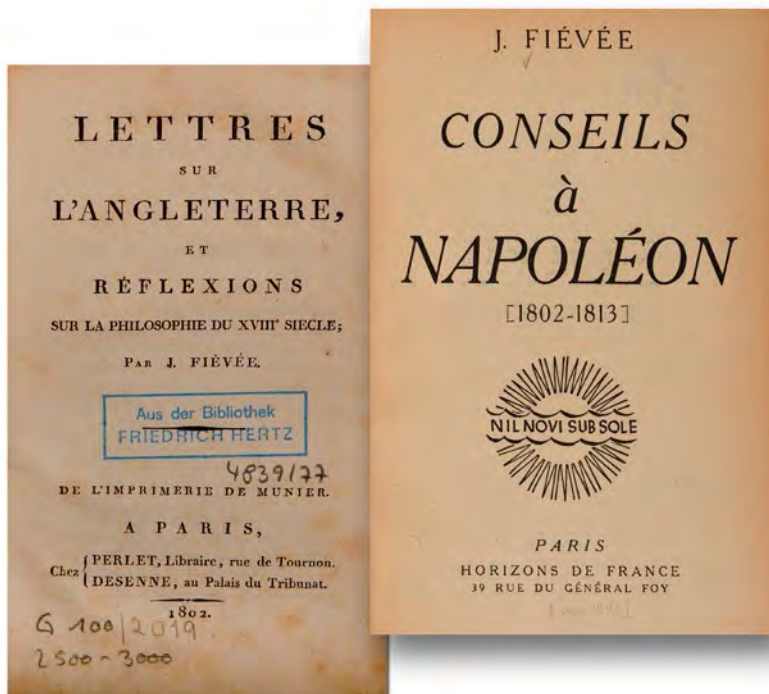 LETTRES
SUR
L'ANGLETERRE,
ET
RÉFLEXIONS
SUR LA PHILOSOPHIE DU XVIIIᵉ SIECLE;
PAR J. FIÉVÉE.
Aus der Bibliothek
FRIEDRICH HERTZ
4839/77
DE L'IMPRIMERIE DE MUNIER.
A PARIS,
Chez { PERLET, Libraire, rue de Tournon.
DESENNE, au Palais du Tribunat.
1802.
G 100/2019
2500-3000
J. FIÉVÉE
CONSEILS
à
NAPOLÉON
[1802-1813]
NIL NOVI SUB SOLE
PARIS
HORIZONS DE FRANCE
39 RUE DU GÉNÉRAL FOY